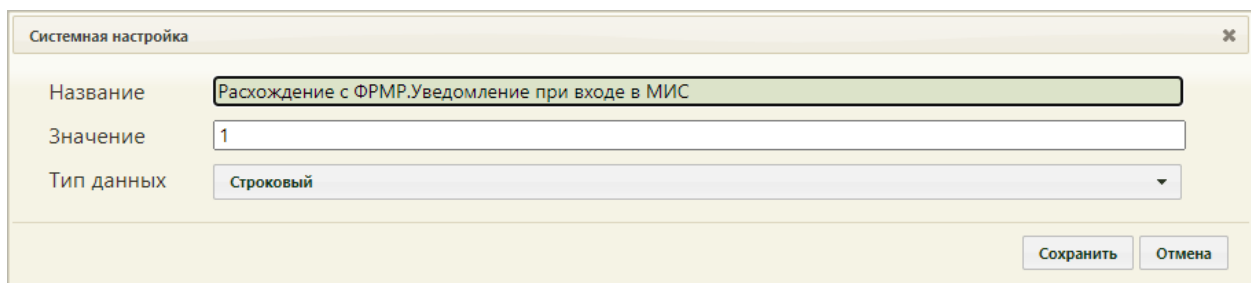 Системная настройка
Название Расхождение с ФРМР.Уведомление при входе в МИС
Значение 1
Тип данных Строковый
Сохранить Отмена